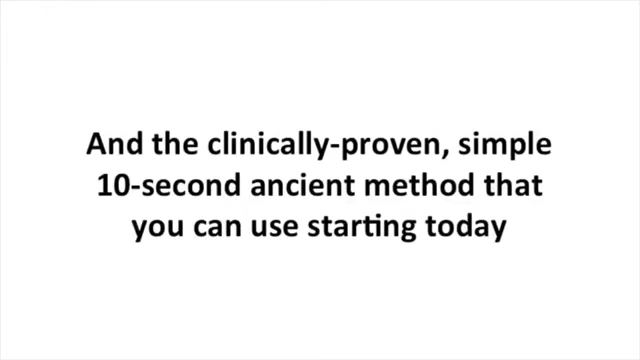 And the clinically-proven, simple
10-second ancient method that
you can use starting today